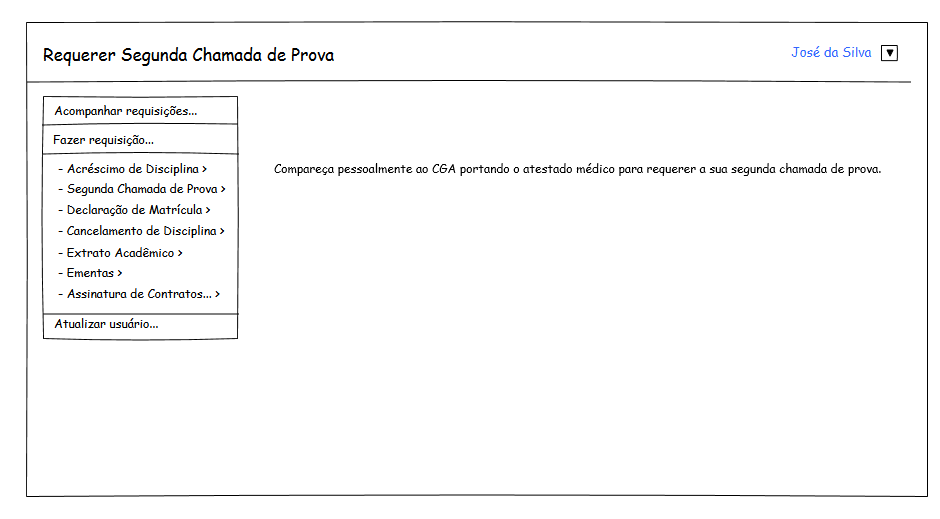 Requerer Segunda Chamada de Prova
José da Silva
Acompanhar requisições...
Fazer requisição...
- Acréscimo de Disciplina >
- Segunda Chamada de Prova >
- Declaração de Matrícula >
- Cancelamento de Disciplina >
- Extrato Acadêmico >
- Ementas >
- Assinatura de Contratos... >
Atualizar usuário...
Compareça pessoalmente ao CGA portando o atestado médico para requerer a sua segunda chamada de prova.